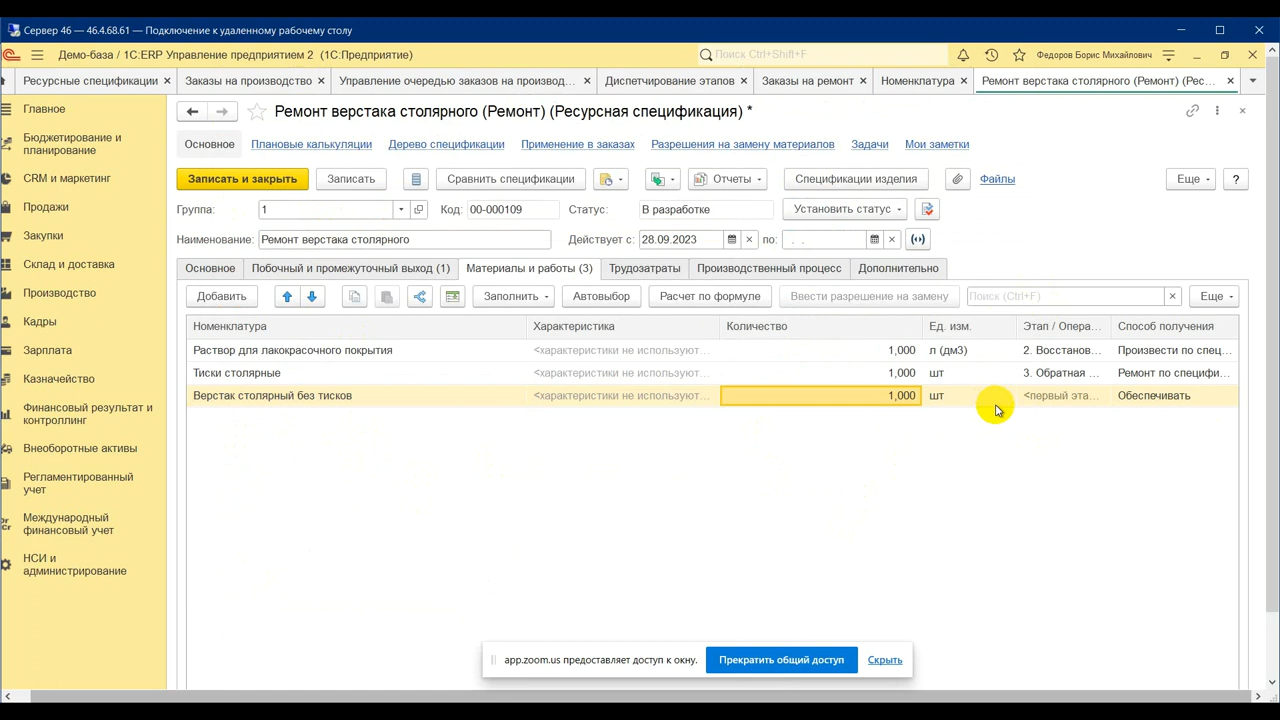 Сервер 46 — 46.4.68.61 — Подключение к удаленному рабочему столу
Демо-база / 1С:ERP Управление предприятием 2 (1С:Предприятие)
Поиск Ctrl+Shift+F
Федоров Борис Михайлович
Ресурсные спецификации
Заказы на производство
Управление очередью заказов на производ...
Диспетчирование этапов
Заказы на ремонт
Номенклатура
Ремонт верстака столярного (Ремонт) (Рес...
Главное
Бюджетирование и
планирование
CRM и маркетинг
Продажи
Закупки
Склад и доставка
Производство
Кадры
Зарплата
Казначейство
Финансовый результат и
контроллинг
Внеоборотные активы
Регламентированный
учет
Международный
финансовый учет
НСИ и
администрирование
Ремонт верстака столярного (Ремонт) (Ресурсная спецификация) *
Основное
Плановые калькуляции
Дерево спецификации
Применение в заказах
Разрешения на замену материалов
Задачи
Мои заметки
Записать и закрыть
Записать
Сравнить спецификации
Отчеты
Спецификации изделия
Файлы
Еще
?
Группа:
1
Код:
00-000109
Статус:
В разработке
Установить статус
Наименование:
Ремонт верстака столярного
Действует с:
28.09.2023
по:
. .
Основное
Побочный и промежуточный выход (1)
Материалы и работы (3)
Трудозатраты
Производственный процесс
Дополнительно
Добавить
Заполнить
Автовыбор
Расчет по формуле
Ввести разрешение на замену
Поиск (Ctrl+F)
Еще
Номенклатура
Характеристика
Количество
Ед. изм.
Этап / Опера...
Способ получения
Раствор для лакокрасочного покрытия
<характеристики не используют...
1,000
л (дм3)
2. Восстанов...
Произвести по спец...
Тиски столярные
<характеристики не используют...
1,000
шт
3. Обратная ...
Ремонт по специфи...
Верстак столярный без тисков
<характеристики не используют...
1,000
шт
<первый эта...
Обеспечивать
app.zoom.us предоставляет доступ к окну.
Прекратить общий доступ
Скрыть